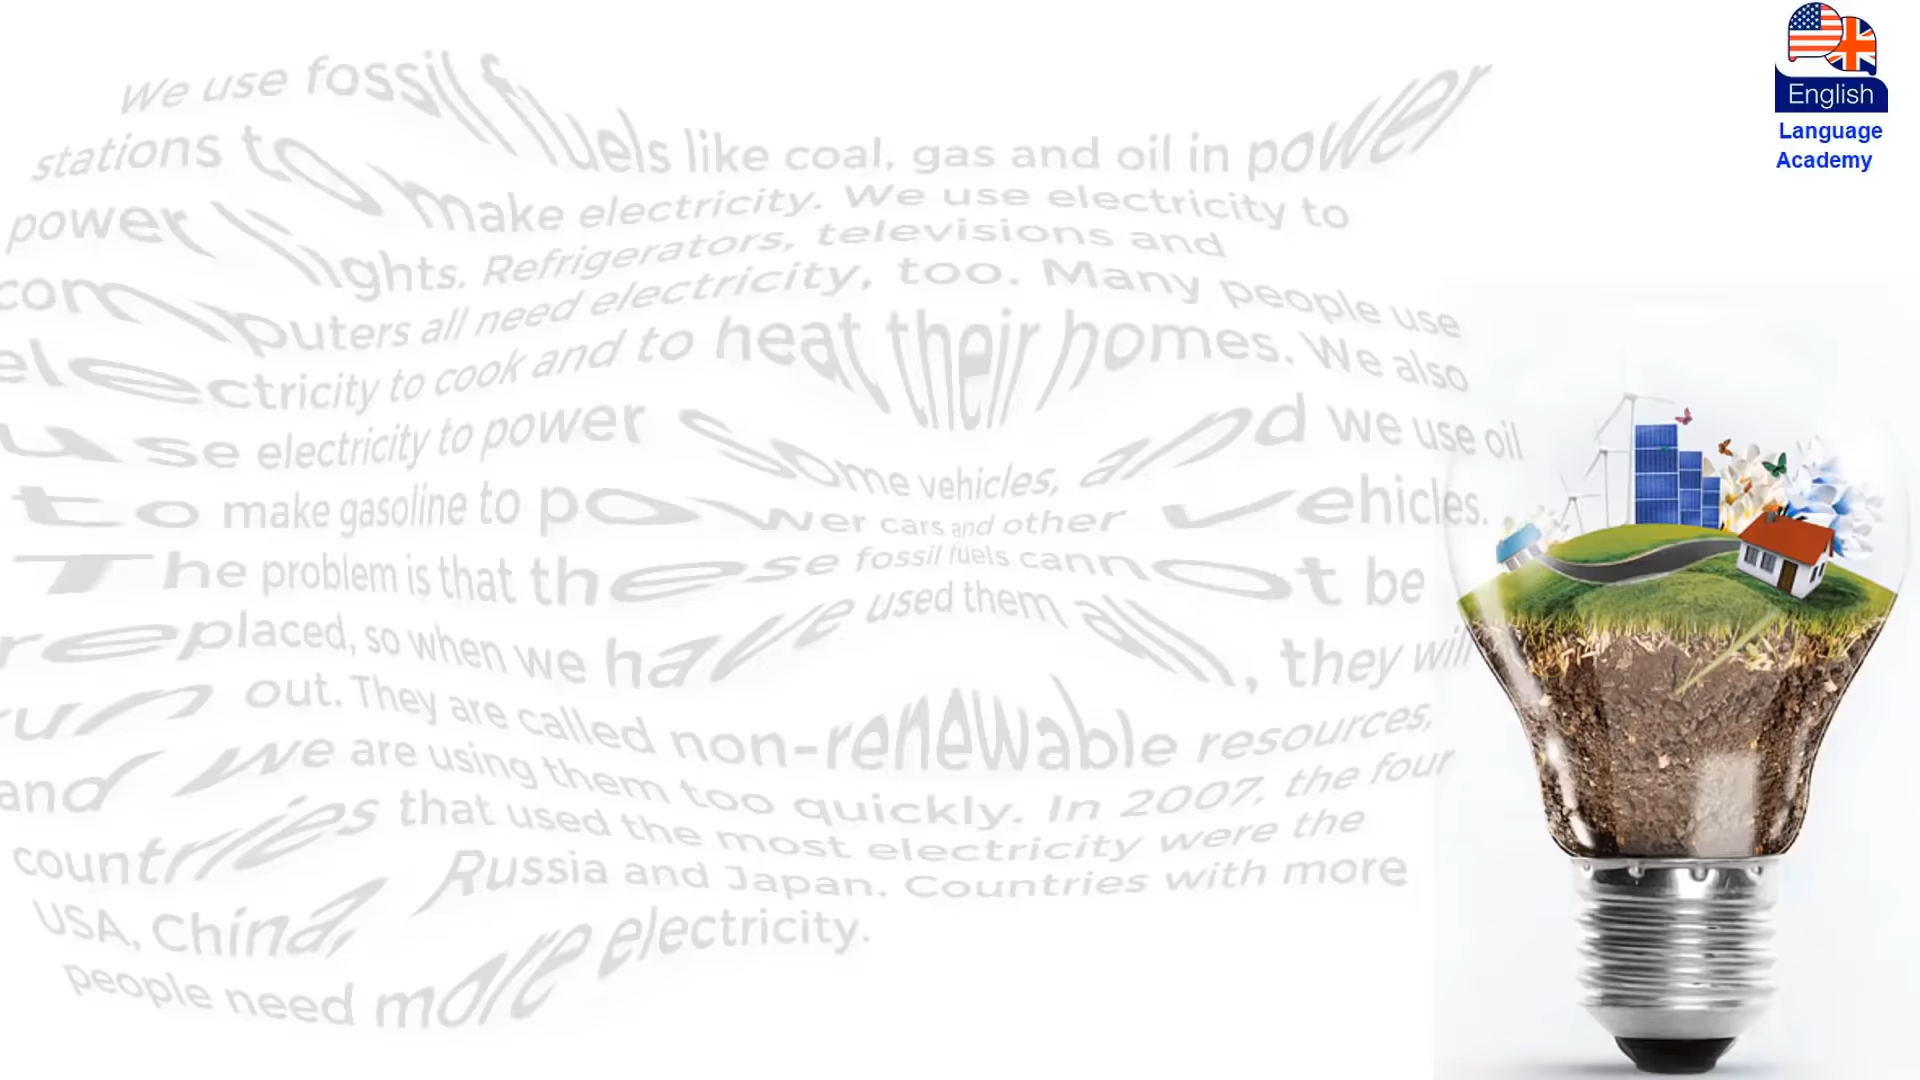 We use fossil fuels like coal, gas and oil in power
stations to make electricity. We use electricity to
power lights. Refrigerators, televisions and
computers all need electricity, too. Many people use
electricity to cook and to heat their homes. We also
use electricity to power some vehicles, and we use oil
to make gasoline to power cars and other vehicles.
The problem is that these fossil fuels cannot be
replaced, so when we have used them all, they will
run out. They are called non-renewable resources,
and we are using them too quickly. In 2007, the four
countries that used the most electricity were the
USA, China, Russia and Japan. Countries with more
people need more electricity.
English
Language
Academy